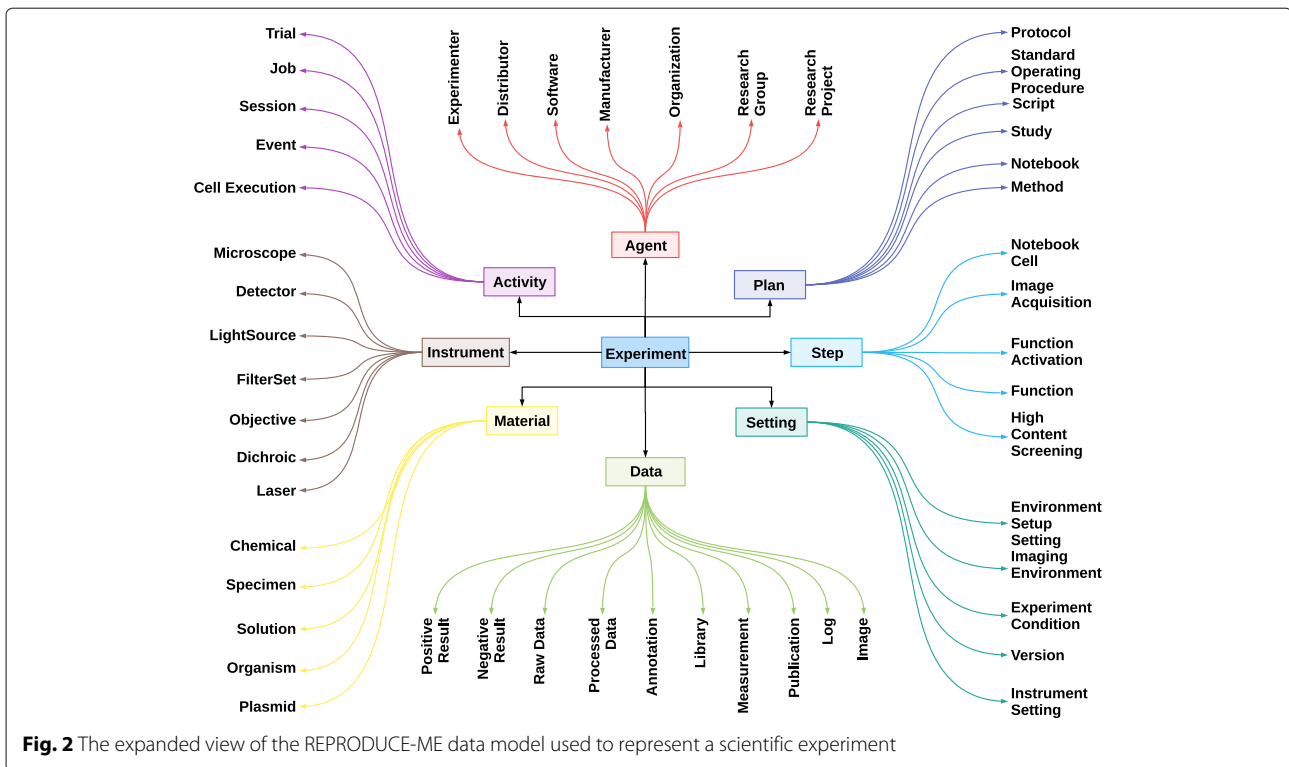 Trial
Job
Session
Event
Cell Execution
Experimenter
Distributor
Software
Manufacturer
Organization
Research
Group
Research
Project
Protocol
Standard
Operating
Procedure
Script
Study
Notebook
Method
Agent
Activity
Plan
Microscope
Detector
LightSource
FilterSet
Objective
Dichroic
Laser
Instrument
Experiment
Step
Notebook
Cell
Image
Acquisition
Function
Activation
Function
High
Content
Screening
Material
Setting
Data
Chemical
Specimen
Solution
Organism
Plasmid
Positive
Result
Negative
Result
Raw Data
Processed
Data
Annotation
Library
Measurement
Publication
Log
Image
Environment
Setup
Setting
Imaging
Environment
Experiment
Condition
Version
Instrument
Setting
Fig. 2 The expanded view of the REPRODUCE-ME data model used to represent a scientific experiment